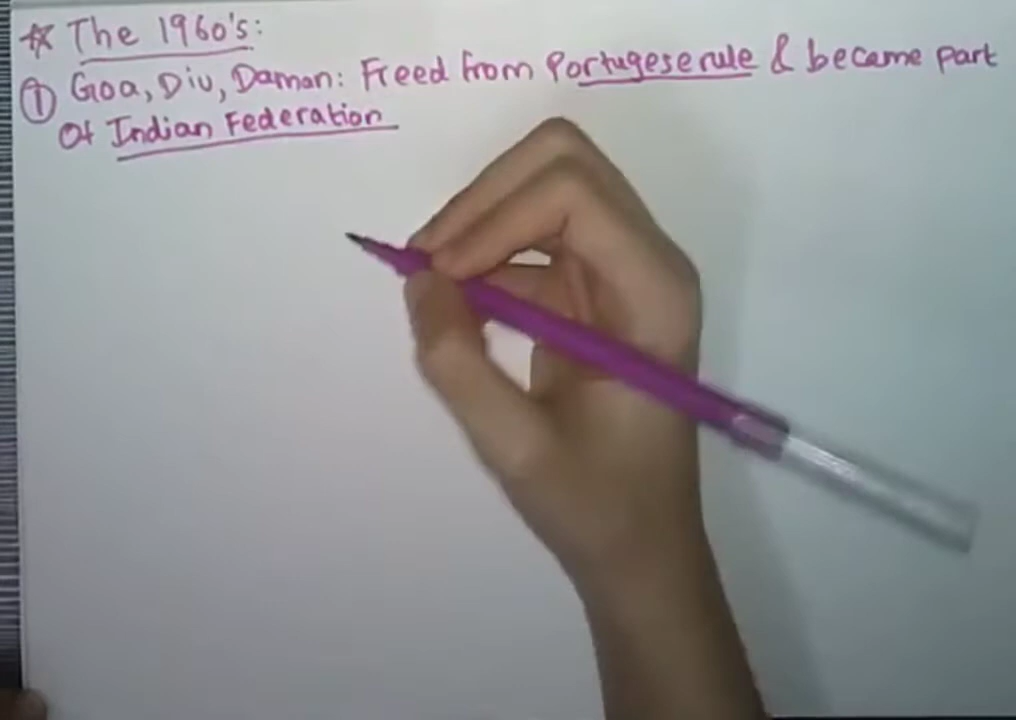 ☆ The 1960's:
① Goa, Diu, Daman: Freed from Portugese rule & became part
Of Indian Federation